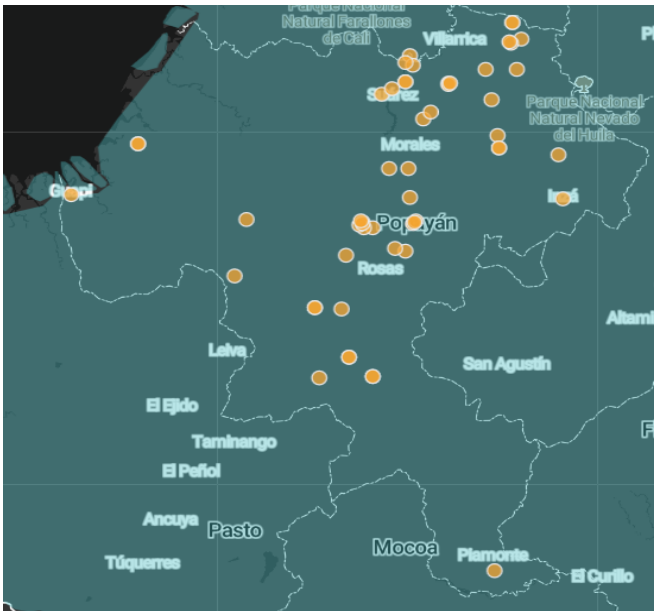 Parque Nacional
Natural Farallones
de Cali
Villarrica
Suárez
Parque Nacional
Natural Nevado
del Huila
Morales
Guapi
Inzá
Popayán
Rosas
Altami
Leiva
San Agustín
El Ejido
Taminango
El Peñol
Ancuya
Pasto
Mocoa
Piamonte
Túquerres
El Curillo